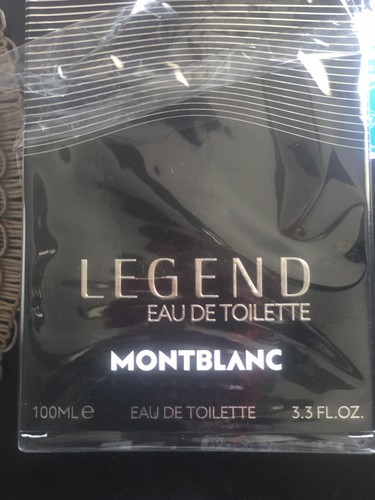 LEGEND
EAU DE TOILETTE
MONTBLANC
100ML℮ EAU DE TOILETTE 3.3 FL.OZ.